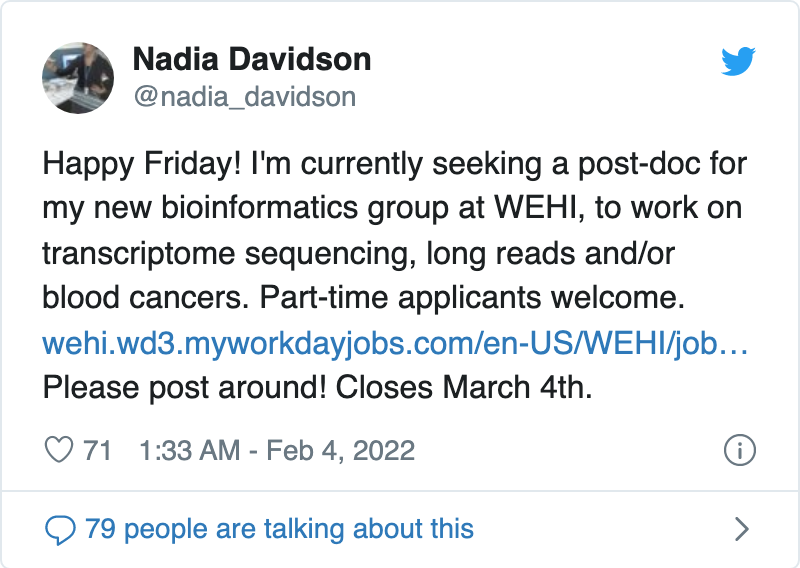 Nadia Davidson
@nadia_davidson
Happy Friday! I'm currently seeking a post-doc for
my new bioinformatics group at WEHI, to work on
transcriptome sequencing, long reads and/or
blood cancers. Part-time applicants welcome.
wehi.wd3.myworkdayjobs.com/en-US/WEHI/job…
Please post around! Closes March 4th.
71 1:33 AM - Feb 4, 2022
79 people are talking about this